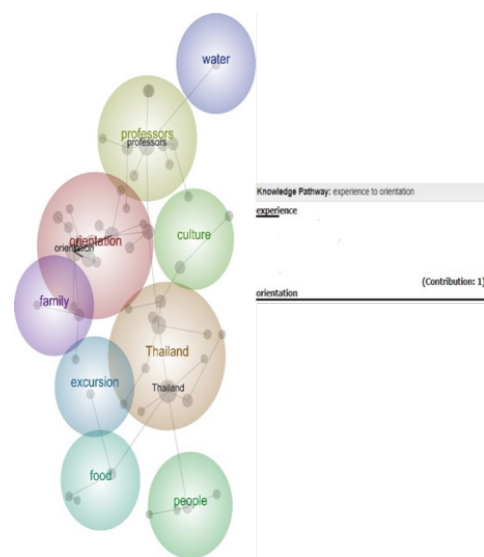 water
professors
professors
orientation
orientation
culture
family
Thailand
excursion
Thailand
food
people
Knowledge Pathway: experience to orientation
experience
(Contribution: 1)
orientation